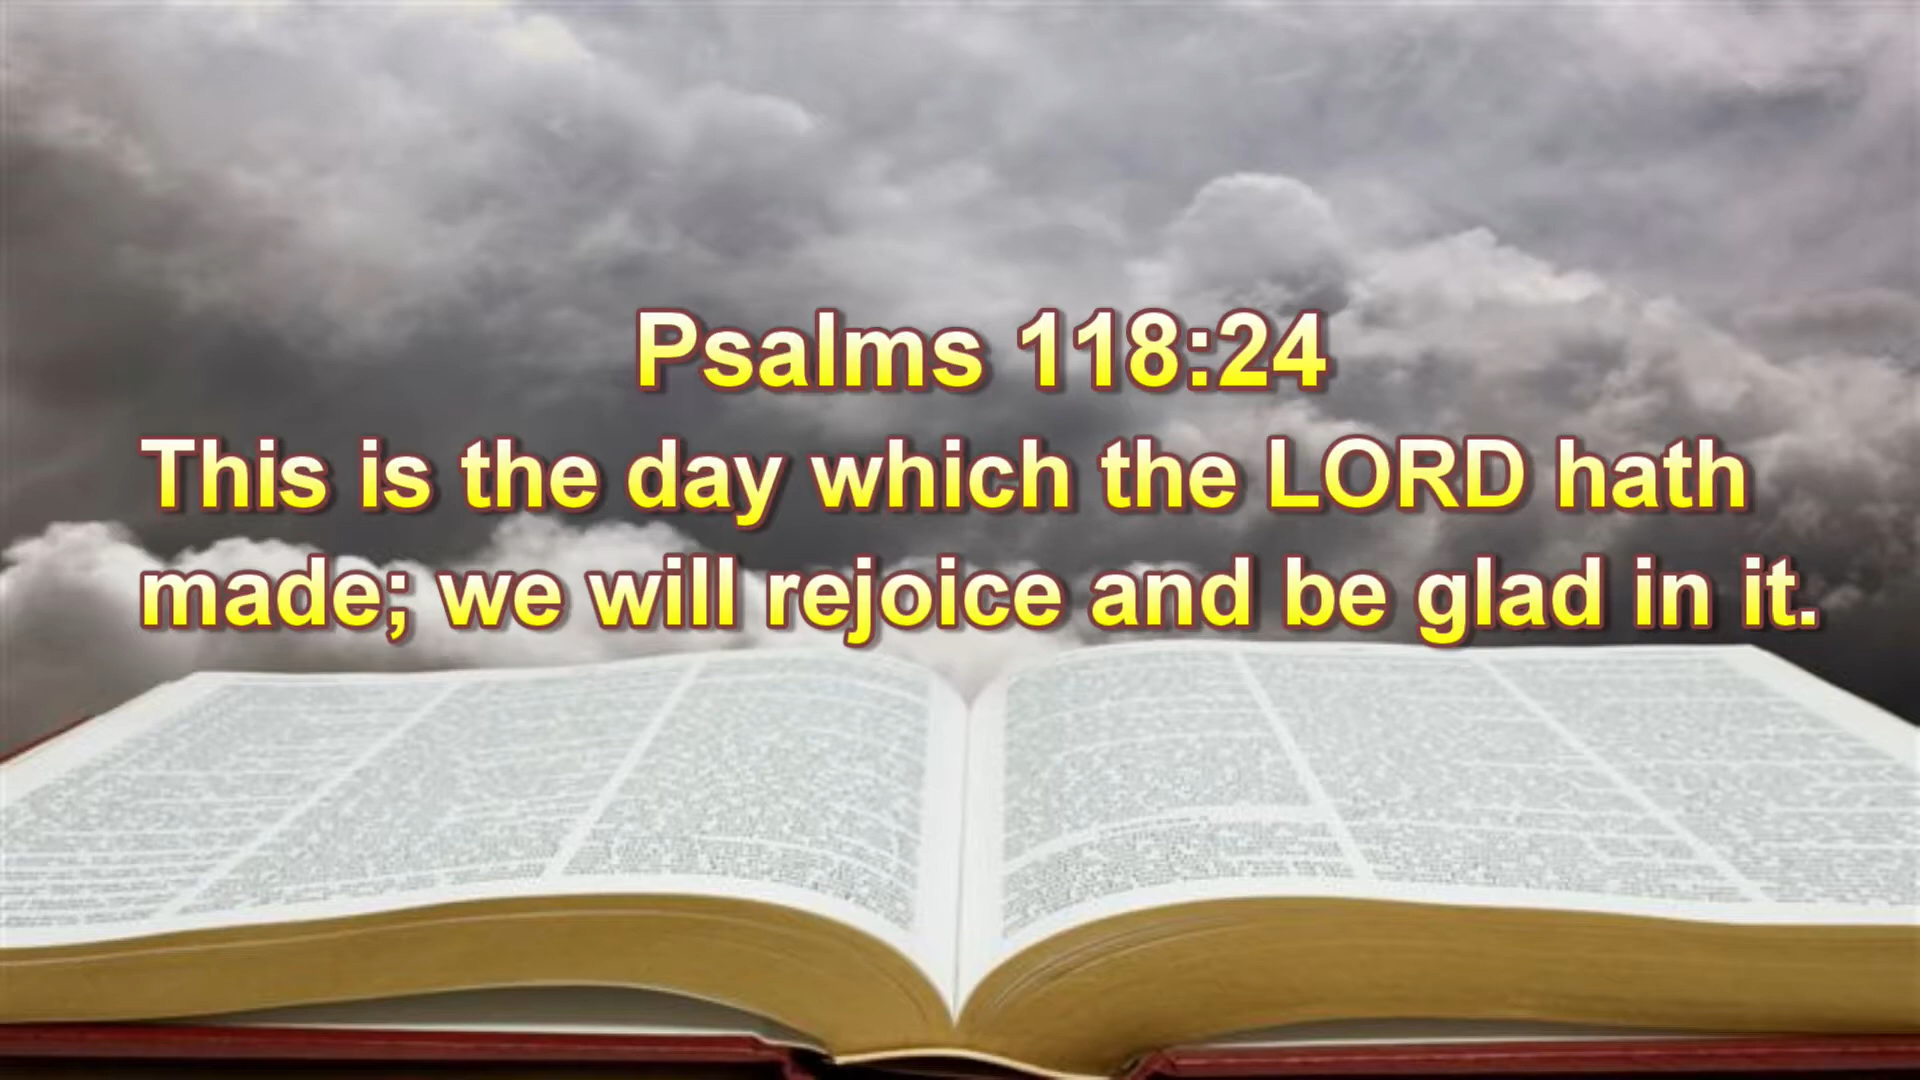 Psalms 118:24
This is the day which the LORD hath
made; we will rejoice and be glad in it.